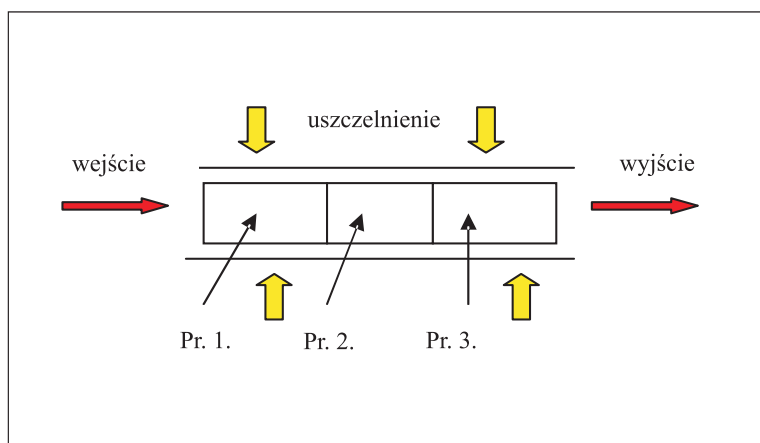 uszczelnienie
wejście
wyjście
Pr. 1.
Pr. 2.
Pr. 3.